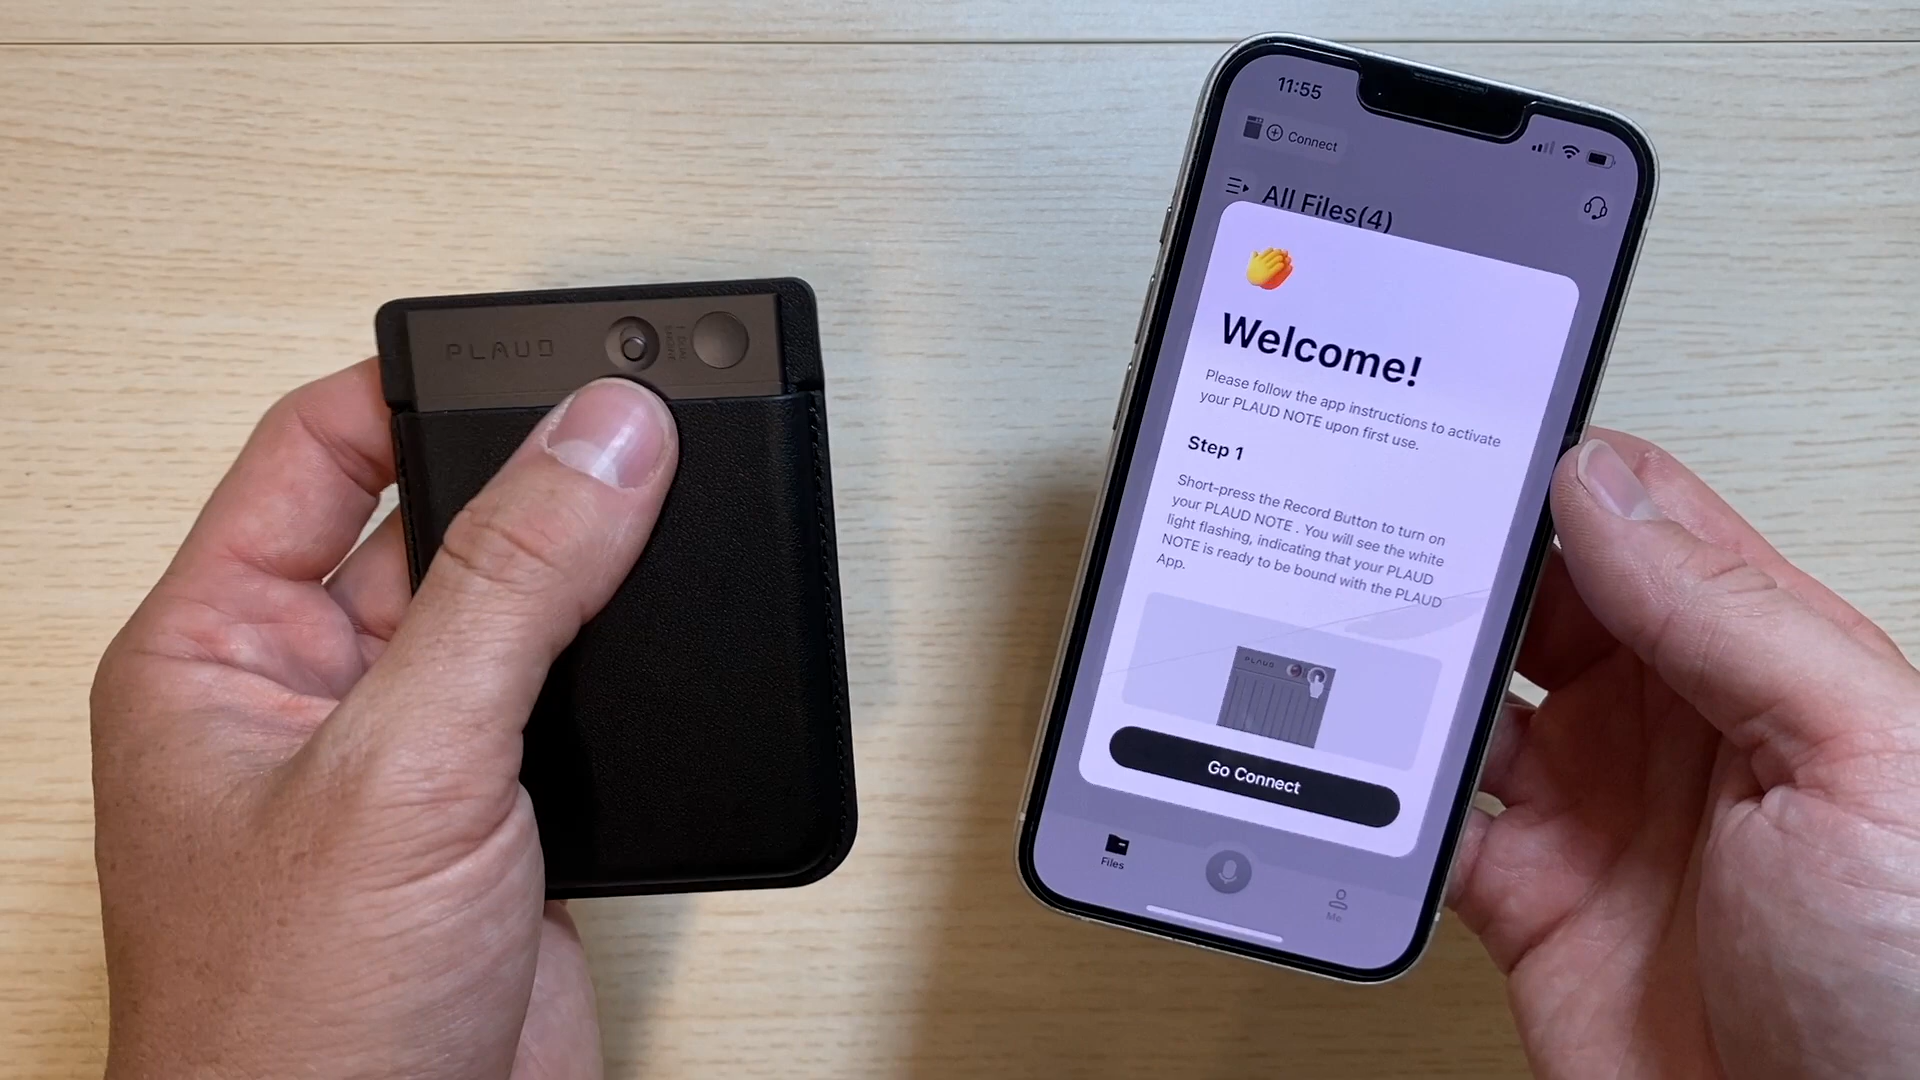 PLAUD
11:55
Connect
All Files(4)
Welcome!
Please follow the app instructions to activate
your PLAUD NOTE upon first use.
Step 1
Short-press the Record Button to turn on
your PLAUD NOTE . You will see the white
light flashing, indicating that your PLAUD
NOTE is ready to be bound with the PLAUD
App.
PLAUD
Go Connect
Files
Me